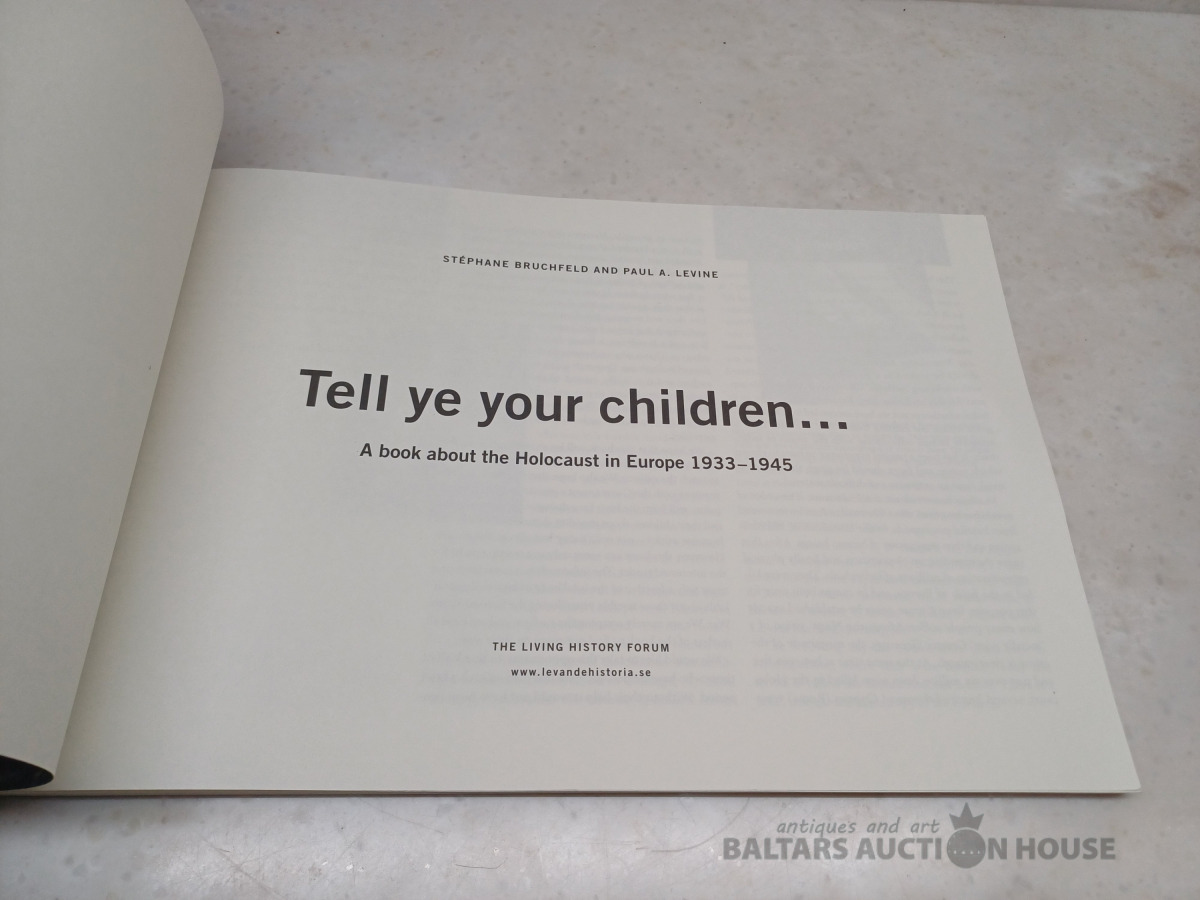 STÉPHANE BRUCHFELD AND PAUL A. LEVINE
Tell ye your children...
A book about the Holocaust in Europe 1933–1945
THE LIVING HISTORY FORUM
www.levandehistoria.se
antiques and art
BALTARS AUCTION HOUSE